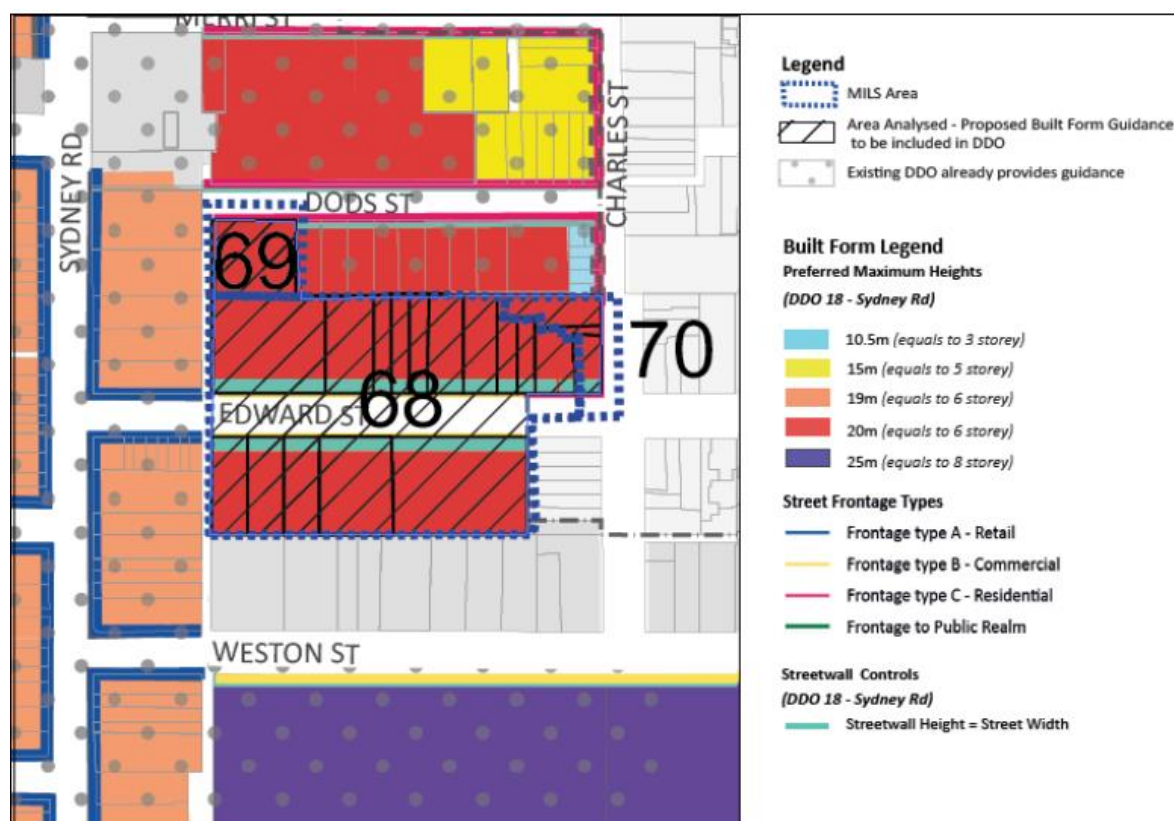 MERRI ST
SYDNEY RD
CHARLES ST
DODS ST
69
70
68
EDWARD ST
WESTON ST
Legend
MILS Area
Area Analysed - Proposed Built Form Guidance
to be included in DDO
Existing DDO already provides guidance
Built Form Legend
Preferred Maximum Heights
(DDO 18 - Sydney Rd)
10.5m (equals to 3 storey)
15m (equals to 5 storey)
19m (equals to 6 storey)
20m (equals to 6 storey)
25m (equals to 8 storey)
Street Frontage Types
Frontage type A - Retail
Frontage type B - Commercial
Frontage type C - Residential
Frontage to Public Realm
Streetwall Controls
(DDO 18 - Sydney Rd)
Streetwall Height = Street Width